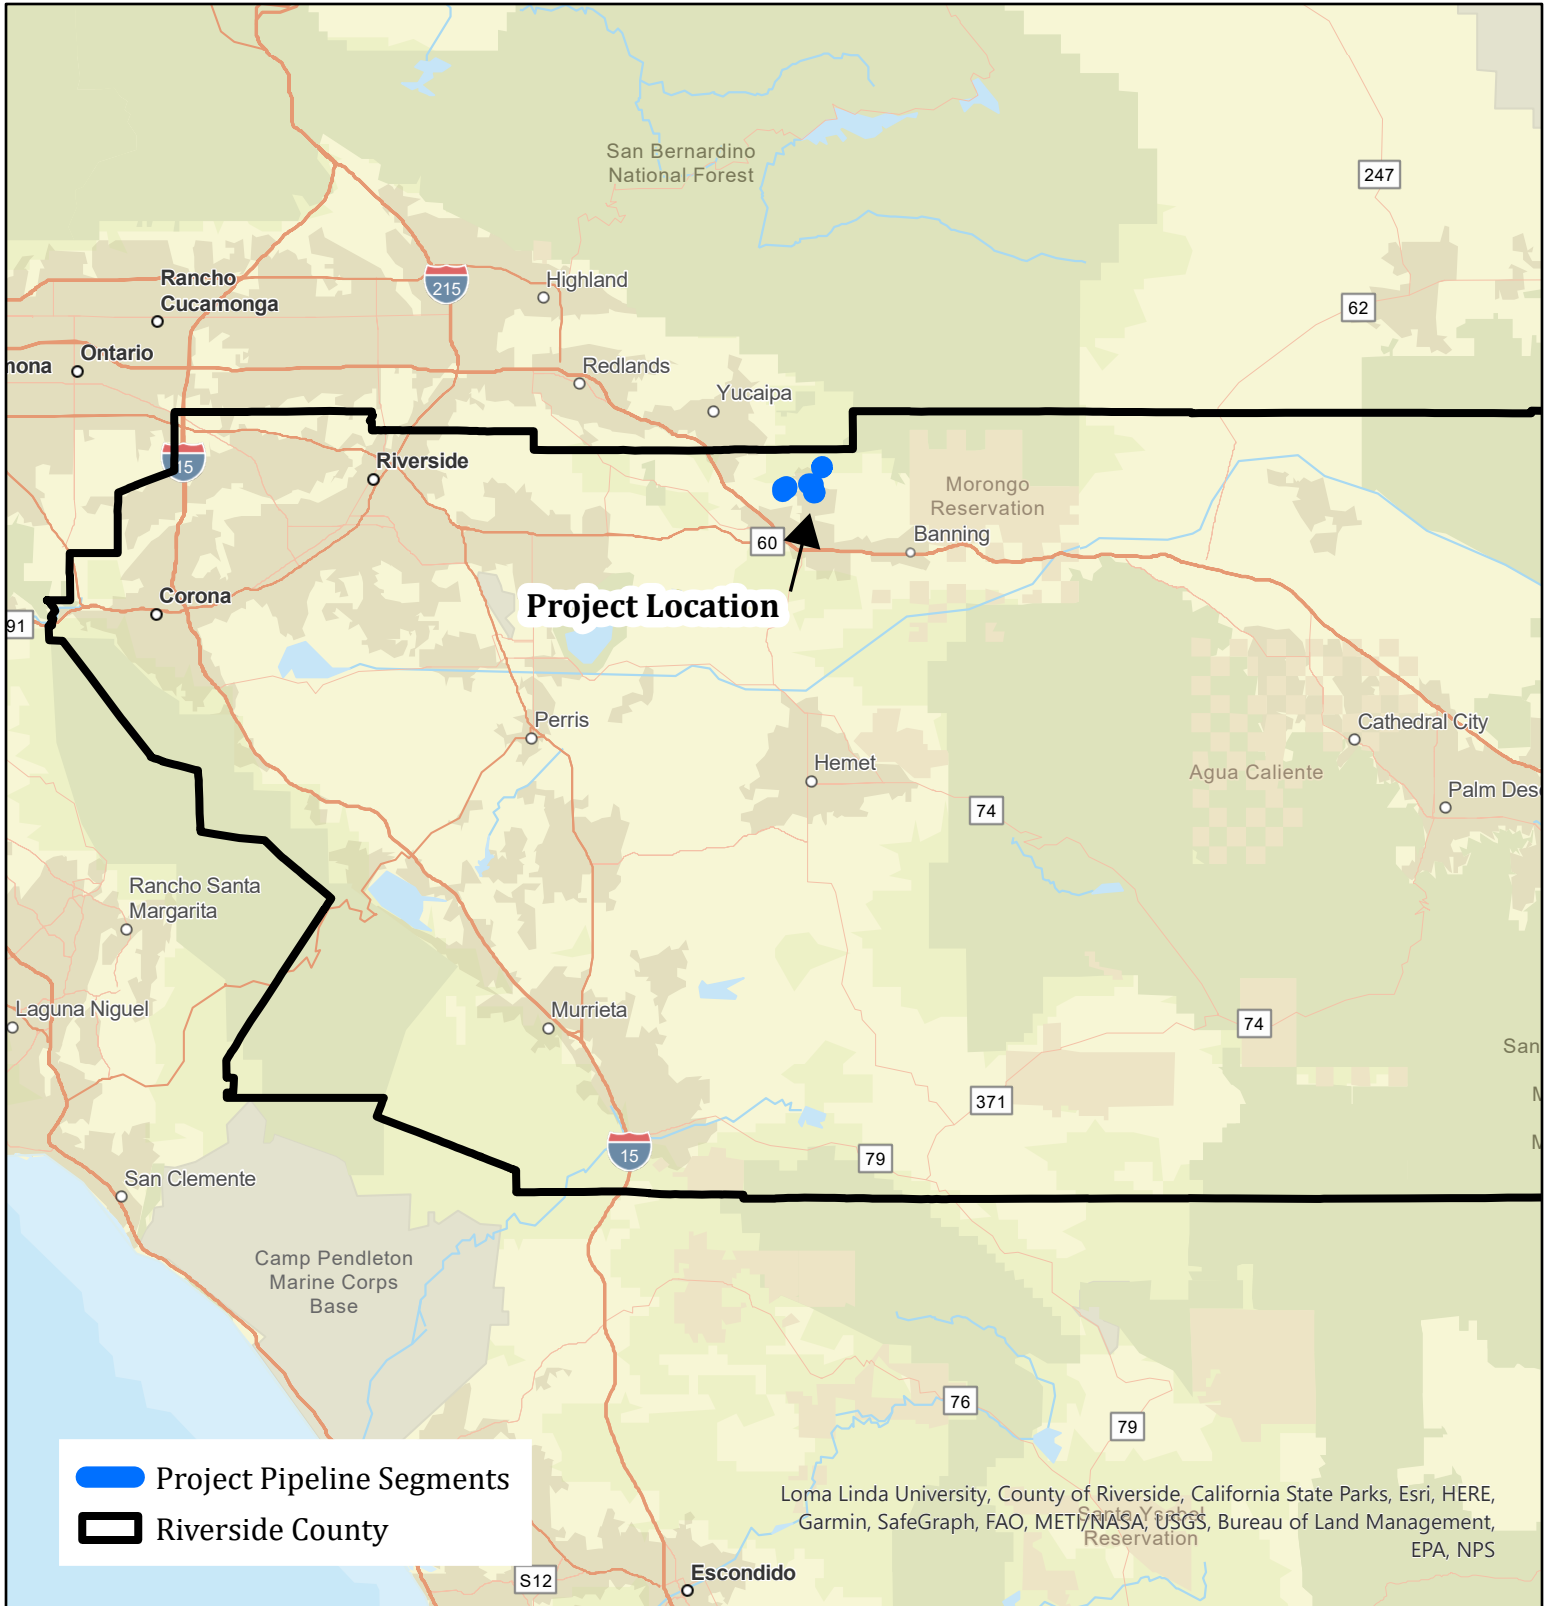 San Bernardino
National Forest
247
Rancho
Cucamonga
215
Highland
62
Ontario
mona
Redlands
Yucaipa
15
Riverside
Morongo
Reservation
60
Banning
Corona
Project Location
91
Perris
Cathedral City
Hemet
Agua Caliente
74
Palm Des
Rancho Santa
Margarita
Laguna Niguel
Murrieta
74
San
371
M
M
15
79
San Clemente
Camp Pendleton
Marine Corps
Base
76
79
Project Pipeline Segments
Riverside County
Loma Linda University, County of Riverside, California State Parks, Esri, HERE,
Garmin, SafeGraph, FAO, METI/NASA, USGS, Bureau of Land Management,
EPA, NPS
Santa Ysabel
Reservation
S12
Escondido